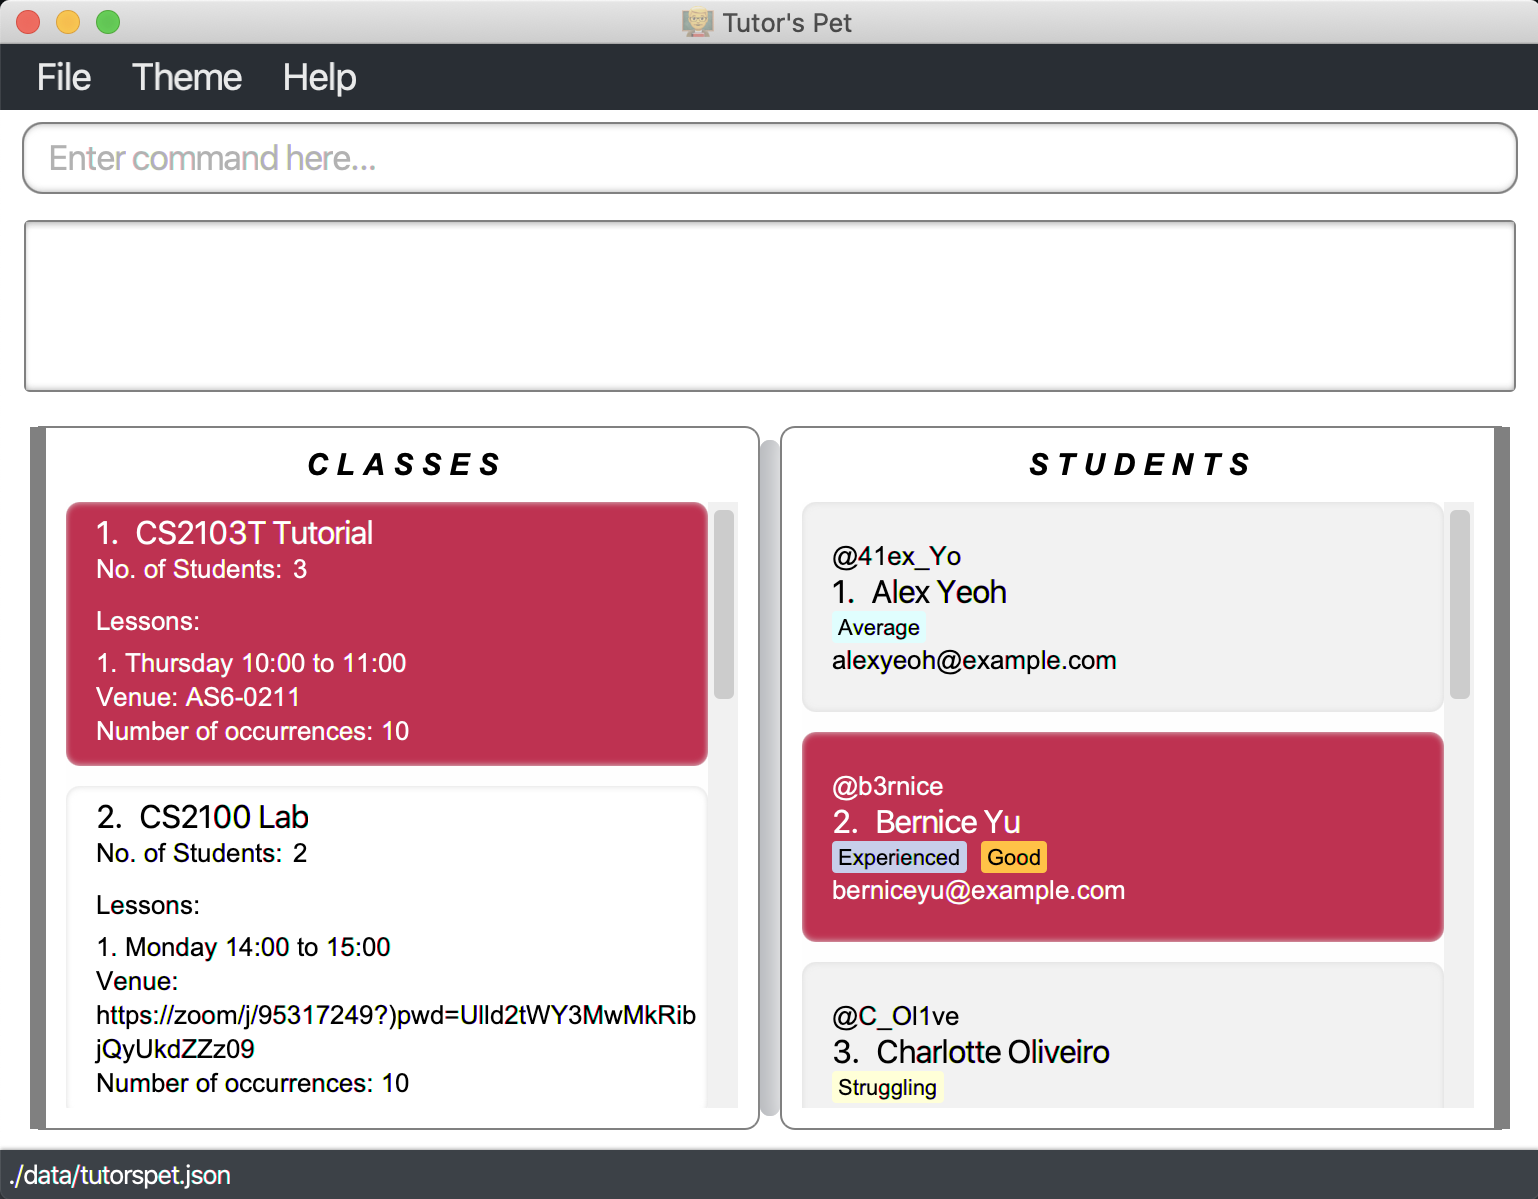 Tutor's Pet
File Theme Help
Enter command here...
CLASSES
1. CS2103T Tutorial
No. of Students: 3
Lessons:
1. Thursday 10:00 to 11:00
Venue: AS6-0211
Number of occurrences: 10
2. CS2100 Lab
No. of Students: 2
Lessons:
1. Monday 14:00 to 15:00
Venue:
https://zoom/j/95317249?)pwd=Ulld2tWY3MwMkRib
jQyUkdZZz09
Number of occurrences: 10
STUDENTS
@41ex_Yo
1. Alex Yeoh
Average
alexyeoh@example.com
@b3rnice
2. Bernice Yu
Experienced Good
berniceyu@example.com
@C_Ol1ve
3. Charlotte Oliveiro
Struggling
./data/tutorspet.json